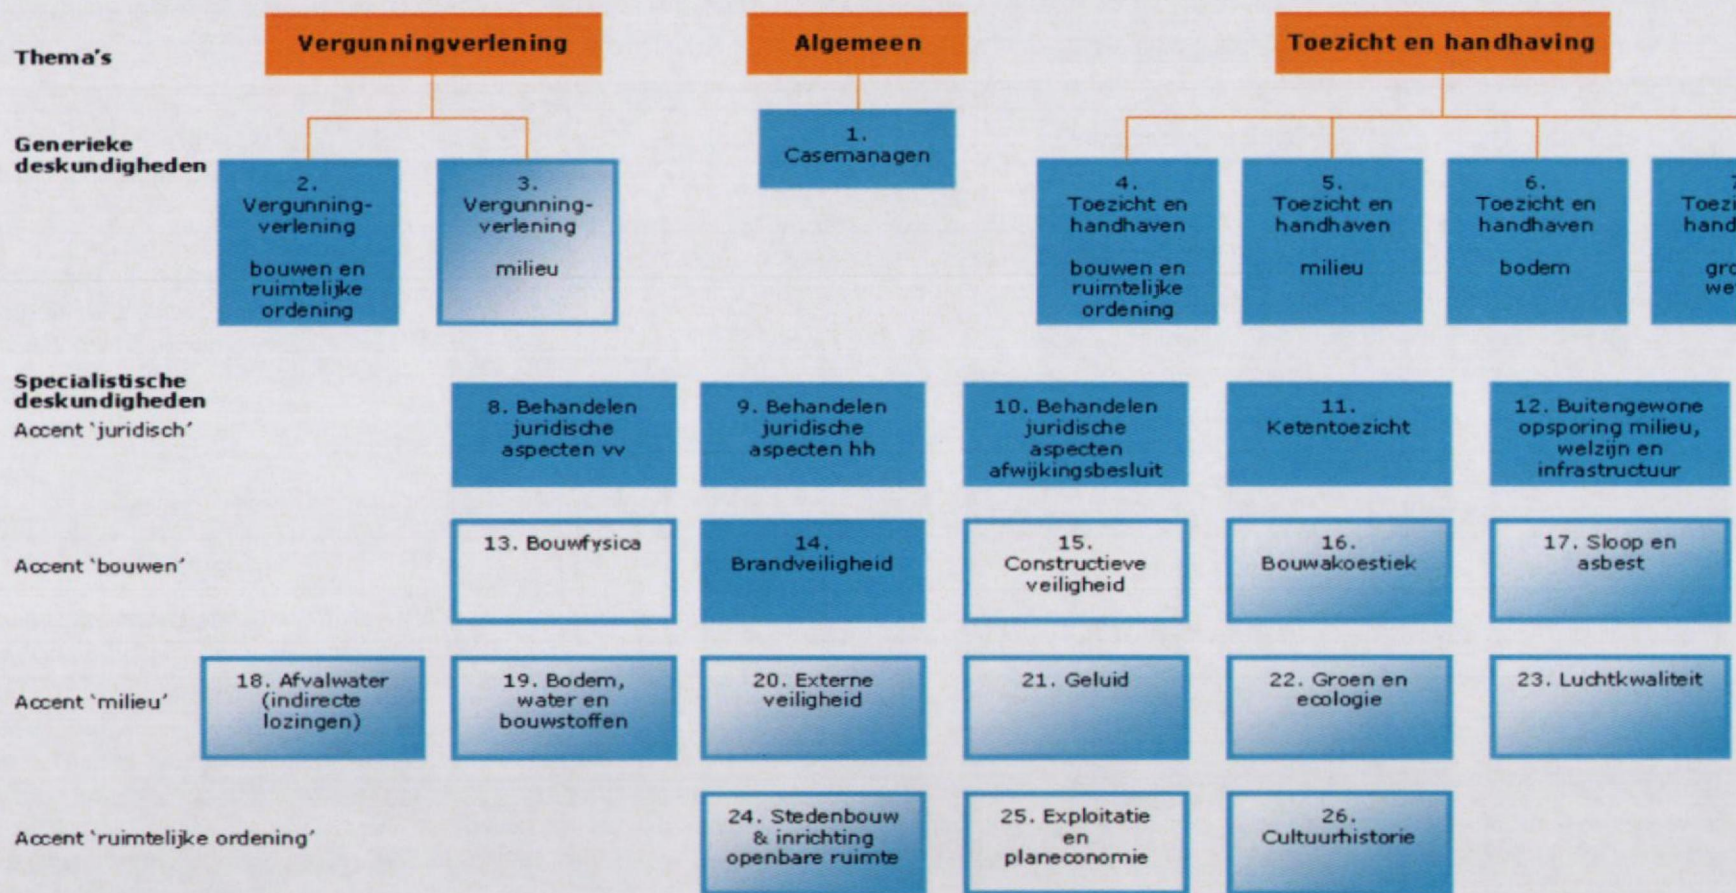 Thema's
Vergunningverlening
Algemeen
Toezicht en handhaving
Generieke
deskundigheden
1.
Casemanagen
2.
Vergunning-
verlening
bouwen en
ruimtelijke
ordening
3.
Vergunning-
verlening
milieu
4.
Toezicht en
handhaven
bouwen en
ruimtelijke
ordening
5.
Toezicht en
handhaven
milieu
6.
Toezicht en
handhaven
bodem
Specialistische
deskundigheden
Accent ‘juridisch’
8. Behandelen
juridische
aspecten vv
9. Behandelen
juridische
aspecten hh
10. Behandelen
juridische
aspecten
afwijkingsbesluit
11.
Ketentoezicht
12. Buitengewone
opsporing milieu,
welzijn en
infrastructuur
Accent ‘bouwen’
13. Bouwfysica
14.
Brandveiligheid
15.
Constructieve
veiligheid
16.
Bouwakoestiek
17. Sloop en
asbest
Accent ‘milieu’
18. Afvalwater
(indirecte
lozingen)
19. Bodem,
water en
bouwstoffen
20. Externe
veiligheid
21. Geluid
22. Groen en
ecologie
23. Luchtkwaliteit
Accent ‘ruimtelijke ordening’
24. Stedenbouw
& inrichting
openbare ruimte
25. Exploitatie
en
planeconomie
26.
Cultuurhistorie